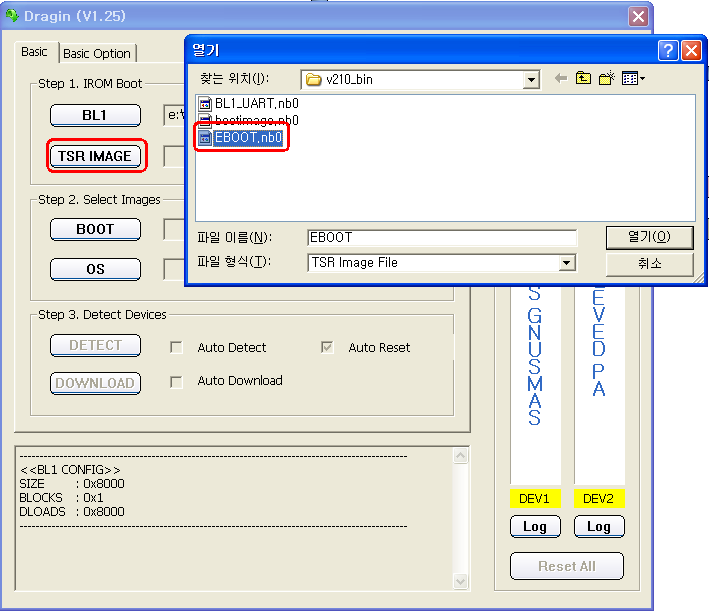 Dragin (V1.25)
Basic
Basic Option
Step 1. IROM Boot
BL1
e:\
TSR IMAGE
Step 2. Select Images
BOOT
OS
Step 3. Detect Devices
DETECT
Auto Detect
Auto Reset
DOWNLOAD
Auto Download
--------------------------------------------------
<<BL1 CONFIG>>
SIZE : 0x8000
BLOCKS : 0x1
DLOADS : 0x8000
--------------------------------------------------
열기
찾는 위치(I):
v210_bin
BL1_UART,nb0
bootimage,nb0
EBOOT,nb0
파일 이름(N):
EBOOT
열기(O)
파일 형식(T):
TSR Image File
취소
S GNUSMAS
EVED PA
DEV1
DEV2
Log
Log
Reset All